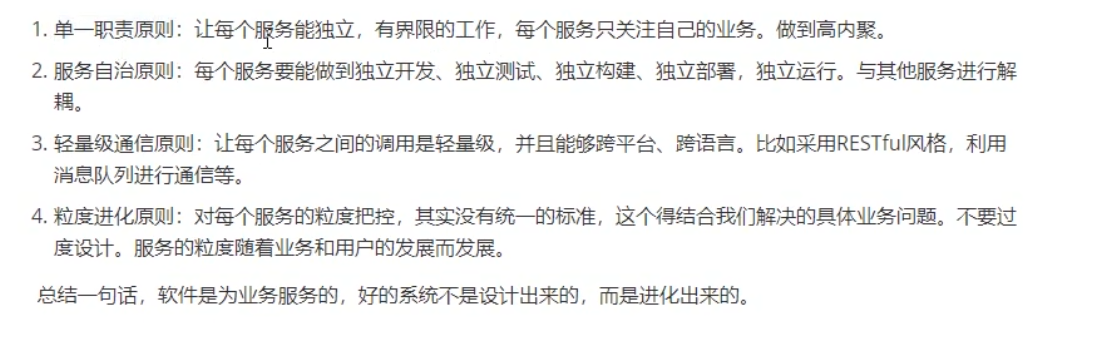 1. 单一职责原则：让每个服务能独立，有界限的工作，每个服务只关注自己的业务。做到高内聚。
2. 服务自治原则：每个服务要能做到独立开发、独立测试、独立构建、独立部署，独立运行。与其他服务进行解
耦。
3. 轻量级通信原则：让每个服务之间的调用是轻量级，并且能够跨平台、跨语言。比如采用RESTful风格，利用
消息队列进行通信等。
4. 粒度进化原则：对每个服务的粒度把控，其实没有统一的标准，这个得结合我们解决的具体业务问题。不要过
度设计。服务的粒度随着业务和用户的发展而发展。
总结一句话，软件是为业务服务的，好的系统不是设计出来的，而是进化出来的。